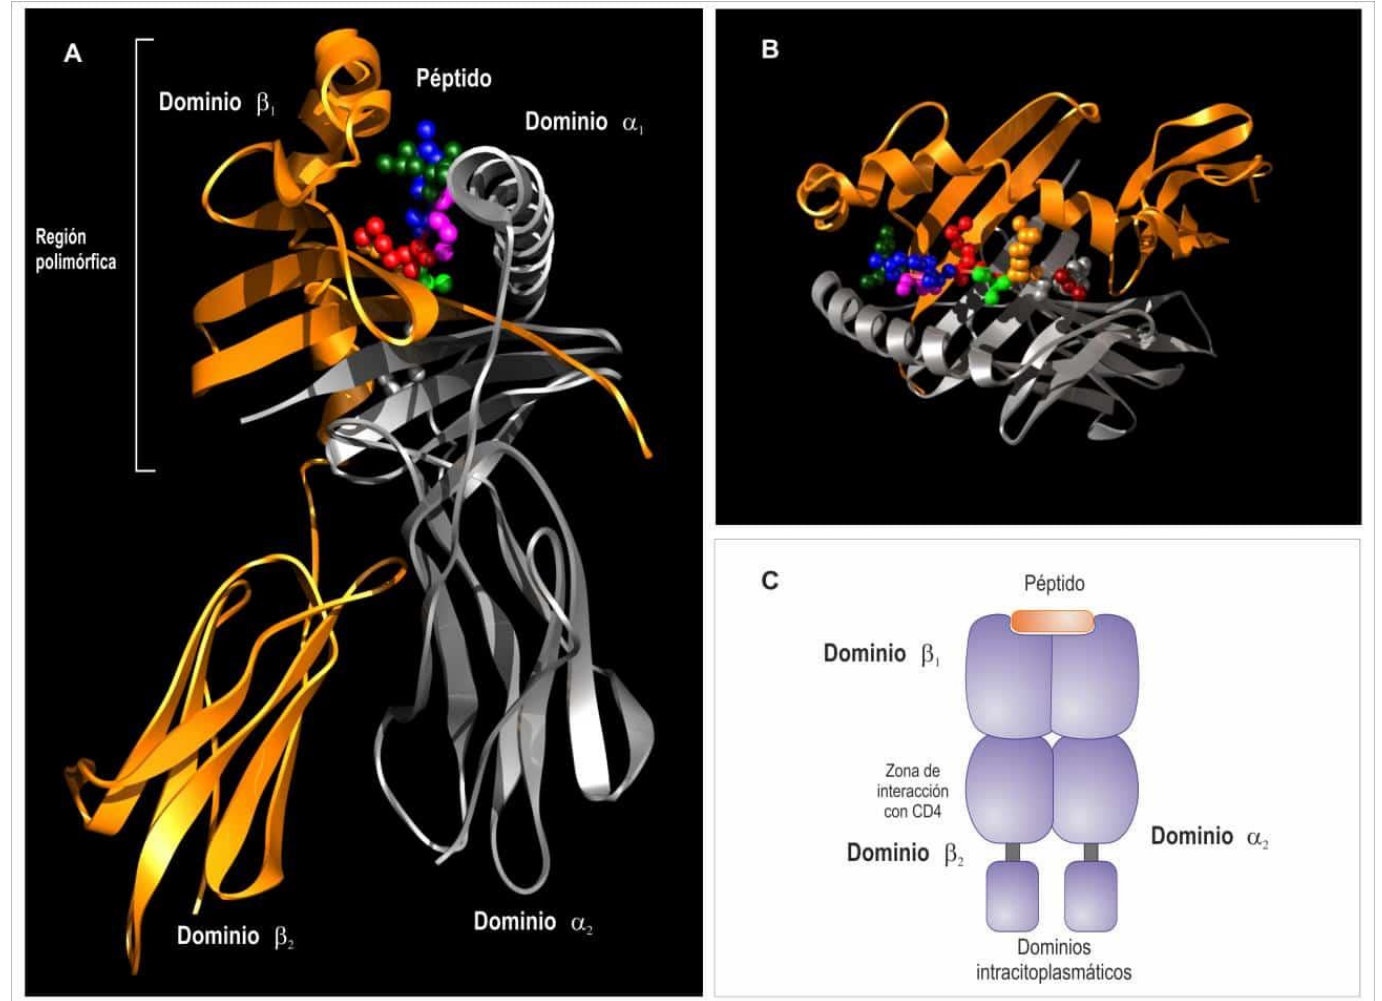 A
Dominio β₁
Péptido
Dominio α₁
Región
polimórfica
Dominio β₂
Dominio α₂
B
C
Péptido
Dominio β₁
Zona de
interacción
con CD4
Dominio β₂
Dominio α₂
Dominios
intracitoplasmáticos